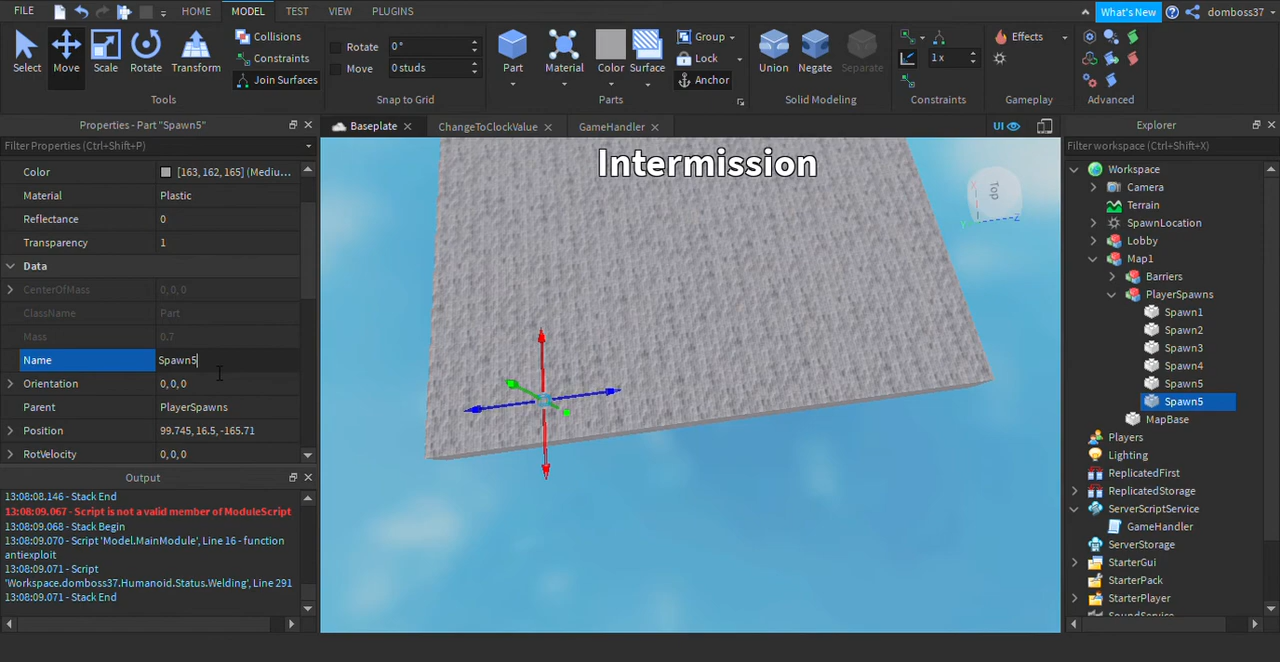 FILE HOME MODEL TEST VIEW PLUGINS What's New domboss37
Select Move Scale Rotate Transform
Collisions
Constraints
Join Surfaces
Tools
Rotate 0°
Move 0 studs
Snap to Grid
Part Material Color Surface
Group
Lock
Anchor
Parts
Union Negate Separate
Solid Modeling
1 x
Constraints
Effects
Gameplay
Advanced
Properties - Part "Spawn5"
Filter Properties (Ctrl+Shift+P)
Color [163, 162, 165] (Mediu...
Material Plastic
Reflectance 0
Transparency 1
Data
CenterOfMass 0, 0, 0
ClassName Part
Mass 0.7
Name Spawn5
Orientation 0, 0, 0
Parent PlayerSpawns
Position 99.745, 16.5, -165.71
RotVelocity 0, 0, 0
Output
13:08:08.146 - Stack End
13:08:09.067 - Script is not a valid member of ModuleScript
13:08:09.068 - Stack Begin
13:08:09.070 - Script 'Model.MainModule', Line 16 - function
antiexploit
13:08:09.071 - Script
'Workspace.domboss37.Humanoid.Status.Welding', Line 291
13:08:09.071 - Stack End
Baseplate ChangeToClockValue GameHandler UI
Intermission
Top
X
Y
Z
Explorer
Filter workspace (Ctrl+Shift+X)
Workspace
Camera
Terrain
SpawnLocation
Lobby
Map1
Barriers
PlayerSpawns
Spawn1
Spawn2
Spawn3
Spawn4
Spawn5
Spawn5
MapBase
Players
Lighting
ReplicatedFirst
ReplicatedStorage
ServerScriptService
GameHandler
ServerStorage
StarterGui
StarterPack
StarterPlayer
SoundService